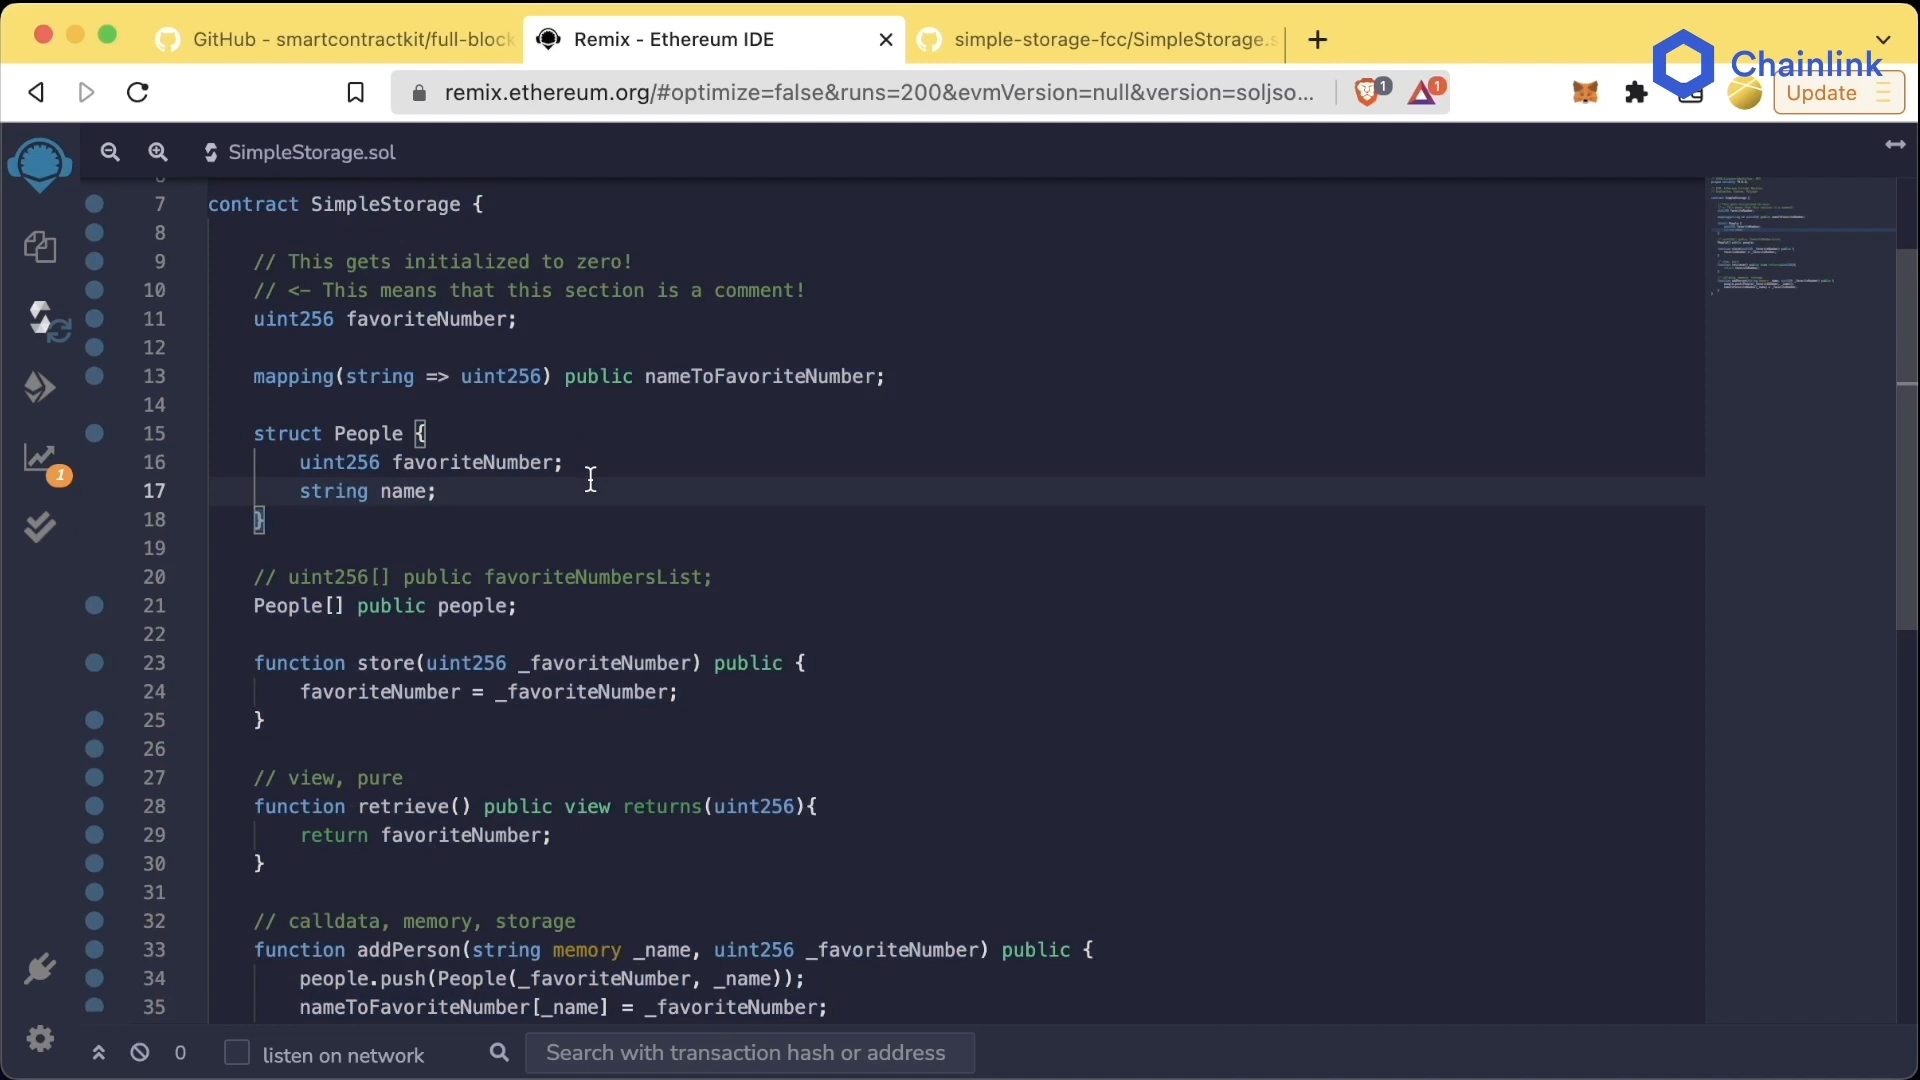 GitHub - smartcontractkit/full-block
Remix - Ethereum IDE
simple-storage-fcc/SimpleStorage.s
Chainlink
remix.ethereum.org/#optimize=false&runs=200&evmVersion=null&version=soljso...
1
1
Update
SimpleStorage.sol
7 contract SimpleStorage {
8
9 // This gets initialized to zero!
10 // <- This means that this section is a comment!
11 uint256 favoriteNumber;
12
13 mapping(string => uint256) public nameToFavoriteNumber;
14
15 struct People {
16 uint256 favoriteNumber;
17 string name;
18 }
19
20 // uint256[] public favoriteNumbersList;
21 People[] public people;
22
23 function store(uint256 _favoriteNumber) public {
24 favoriteNumber = _favoriteNumber;
25 }
26
27 // view, pure
28 function retrieve() public view returns(uint256){
29 return favoriteNumber;
30 }
31
32 // calldata, memory, storage
33 function addPerson(string memory _name, uint256 _favoriteNumber) public {
34 people.push(People(_favoriteNumber, _name));
35 nameToFavoriteNumber[_name] = _favoriteNumber;
1
0
listen on network
Search with transaction hash or address